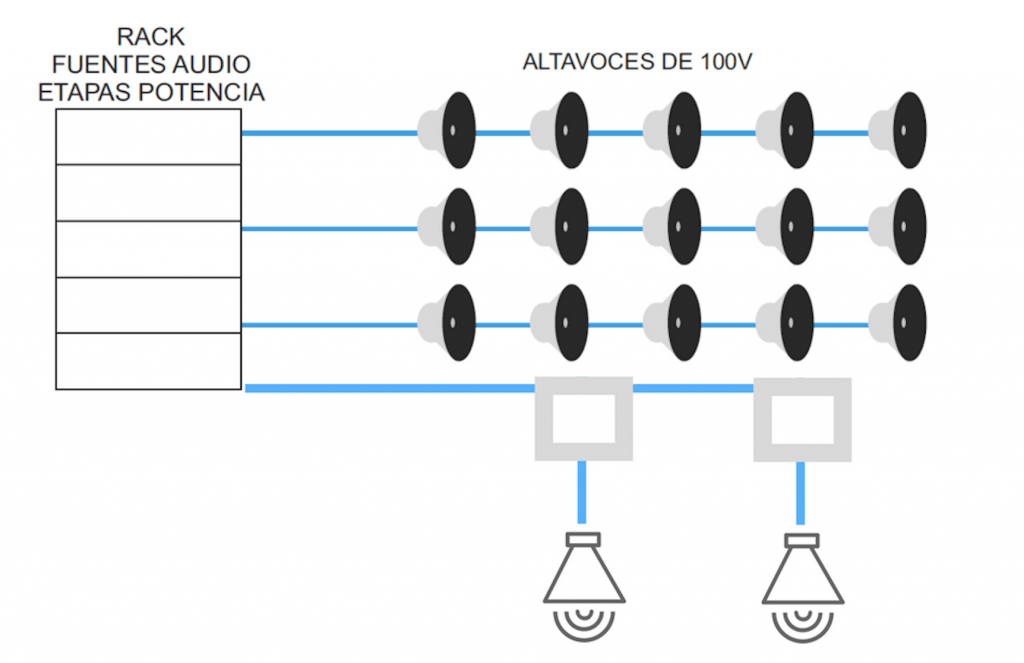 RACK
FUENTES AUDIO
ETAPAS POTENCIA
ALTAVOCES DE 100V